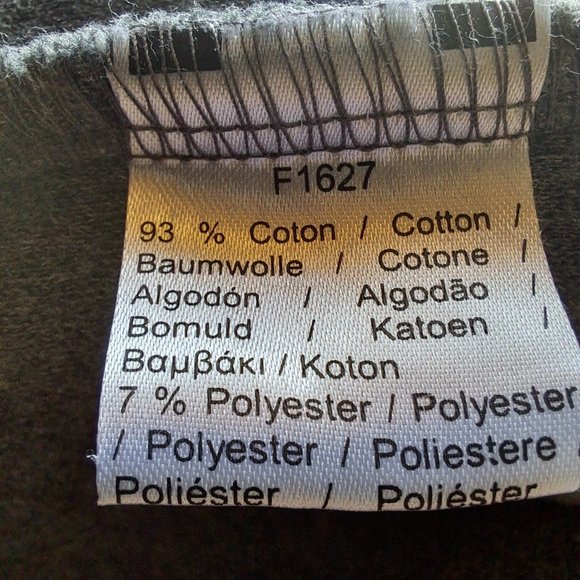 F1627
93 % Coton / Cotton /
Baumwolle / Cotone /
Algodón / Algodão /
Bomuld / Katoen /
Βαμβάκι / Koton
7 % Polyester / Polyester
/ Polyester / Poliestere
Poliéster / Poliéster